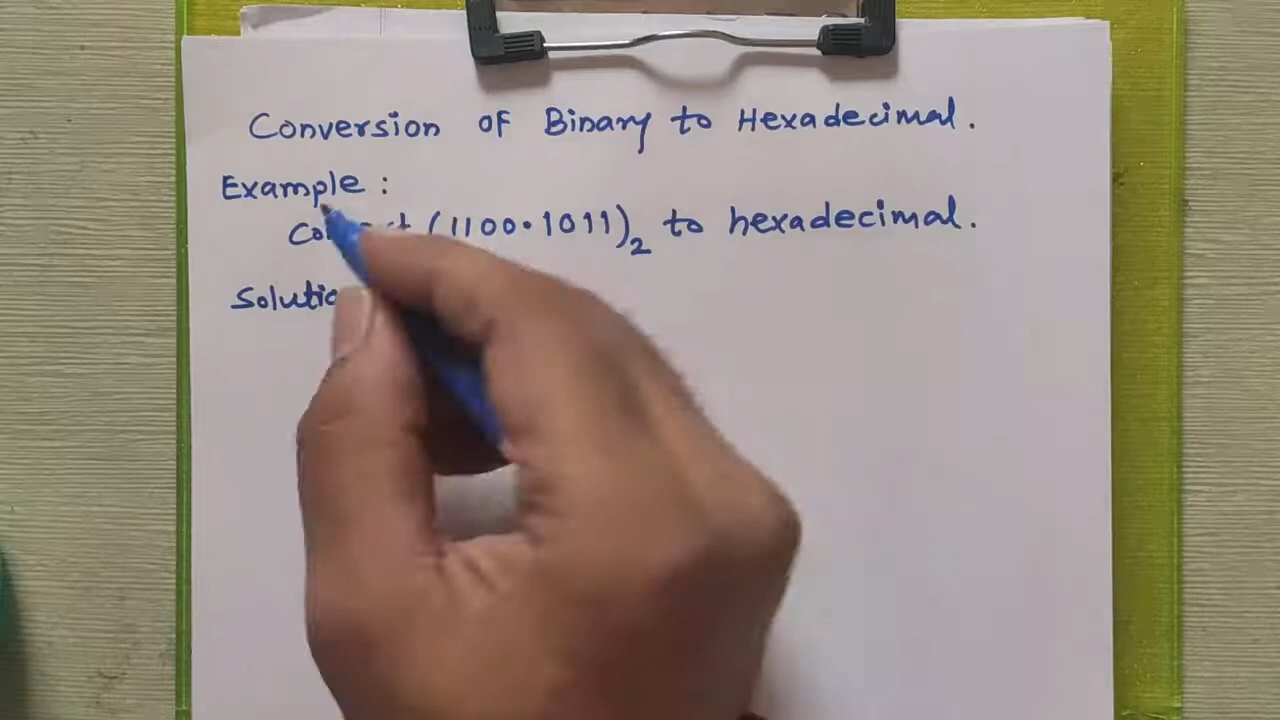 Conversion of Binary to Hexadecimal.
Example :
(1100.1011)2 to hexadecimal.